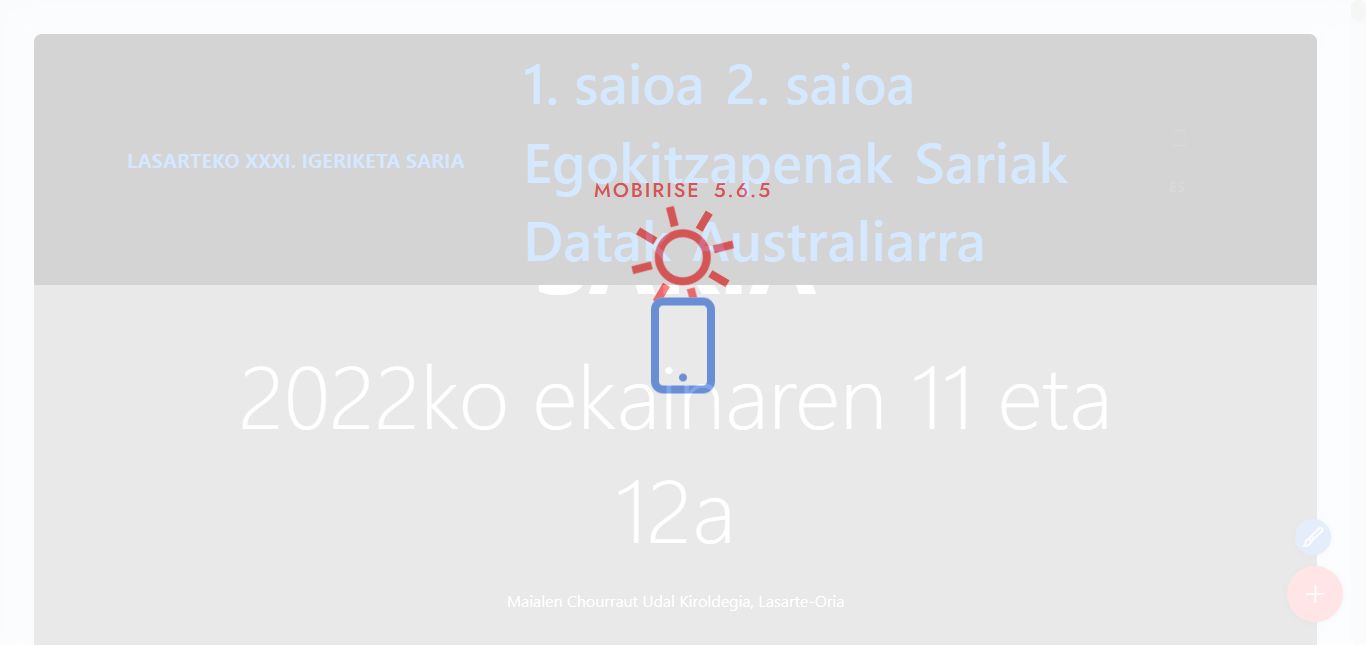 1. saioa 2. saioa
LASARTEKO XXXI. IGERIKETA SARIA
Egokitzapenak Sariak
ES
MOBIRISE 5.6.5
Datak Australiarra
SARIA
2022ko ekainaren 11 eta
12a
Maialen Chourraut Udal Kiroldegia, Lasarte-Oria